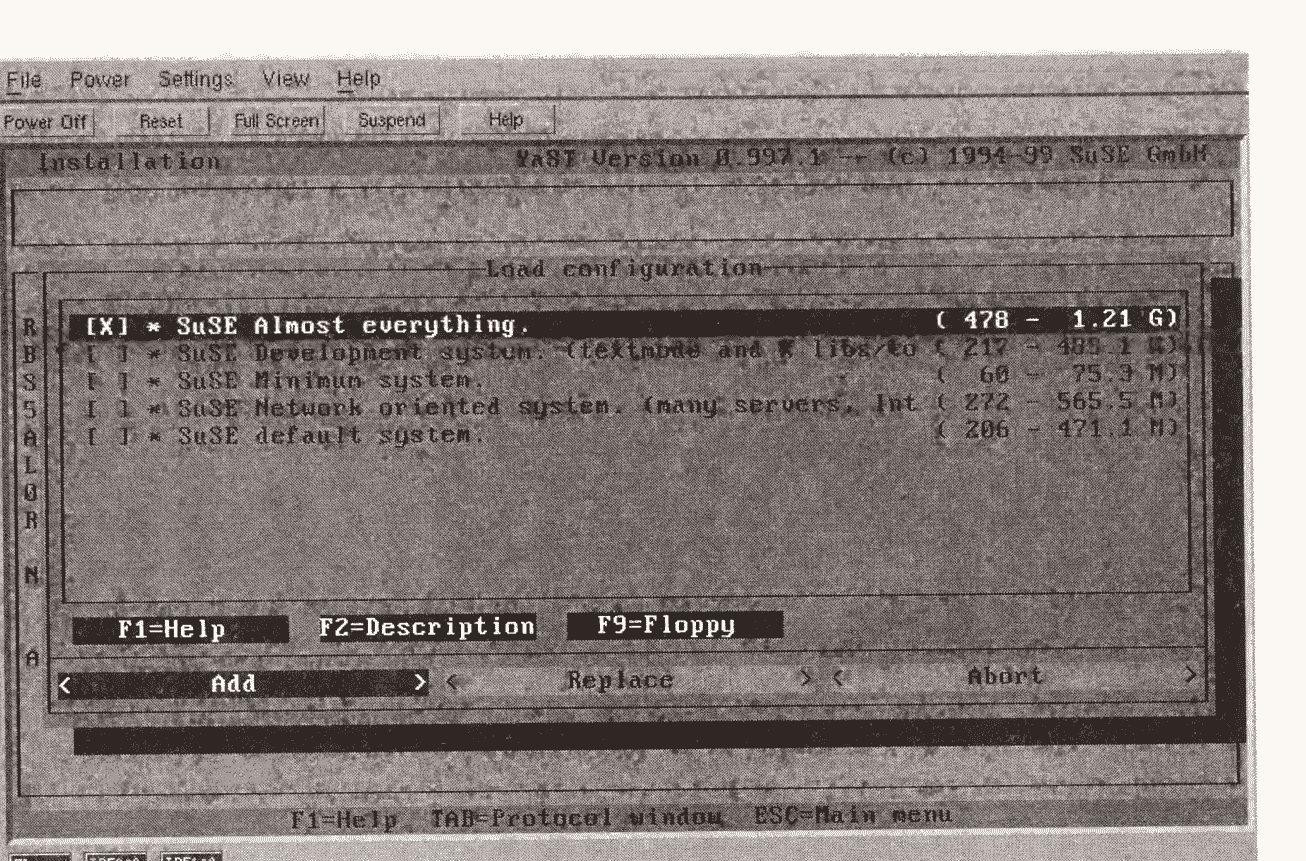 File Power Settings View Help
Power Off Reset Full Screen Suspend Help
Installation YaST Version 0.997.1 -- (c) 1994-99 SuSE GmbH
Load configuration
[X] * SuSE Almost everything. ( 478 - 1.21 G)
[ ] * SuSE Development system. (textmode and X libs/to ( 217 - 485.1 M)
[ ] * SuSE Minimum system. ( 60 - 75.3 M)
[ ] * SuSE Network oriented system. (many servers, Int ( 272 - 565.5 M)
[ ] * SuSE default system. ( 206 - 471.1 M)
R
B
S
5
A
L
0
R
N
A
F1=Help F2=Description F9=Floppy
< Add > < Replace > < Abort >
F1=Help TAB=Protocol window ESC=Main menu